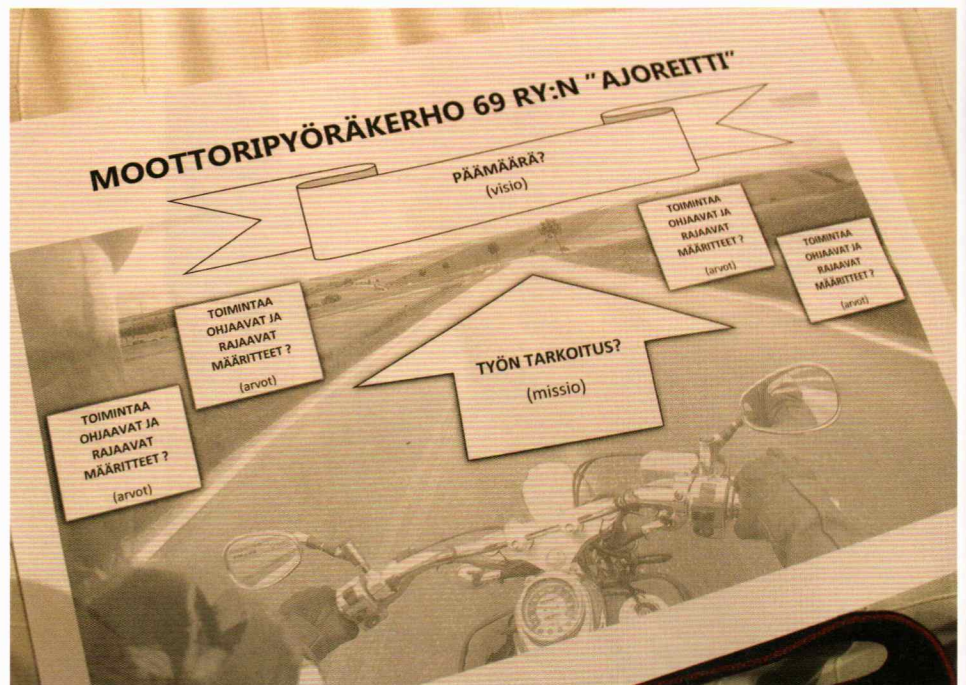 MOOTTORIPYÖRÄKERHO 69 RY:N "AJOREITTI"
PÄÄMÄÄRÄ?
(visio)
TOIMINTAA
OHJAAVAT JA
RAJAAVAT
MÄÄRITTEET ?
(arvot)
TOIMINTAA
OHJAAVAT JA
RAJAAVAT
MÄÄRITTEET ?
(arvot)
TOIMINTAA
OHJAAVAT JA
RAJAAVAT
MÄÄRITTEET ?
(arvot)
TOIMINTAA
OHJAAVAT JA
RAJAAVAT
MÄÄRITTEET ?
(arvot)
TYÖN TARKOITUS?
(missio)